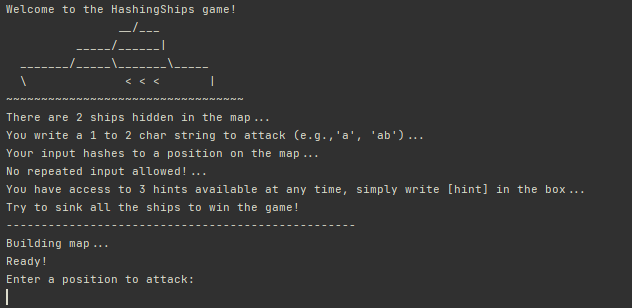 Welcome to the HashingShips game!
                __/___
          _____/______|
  _______/_____\_______\_____
  \              < < <       |
~~~~~~~~~~~~~~~~~~~~~~~~~~~~~~~~~~
There are 2 ships hidden in the map...
You write a 1 to 2 char string to attack (e.g.,'a', 'ab')...
Your input hashes to a position on the map...
No repeated input allowed!...
You have access to 3 hints available at any time, simply write [hint] in the box...
Try to sink all the ships to win the game!
--------------------------------------------------
Building map...
Ready!
Enter a position to attack: